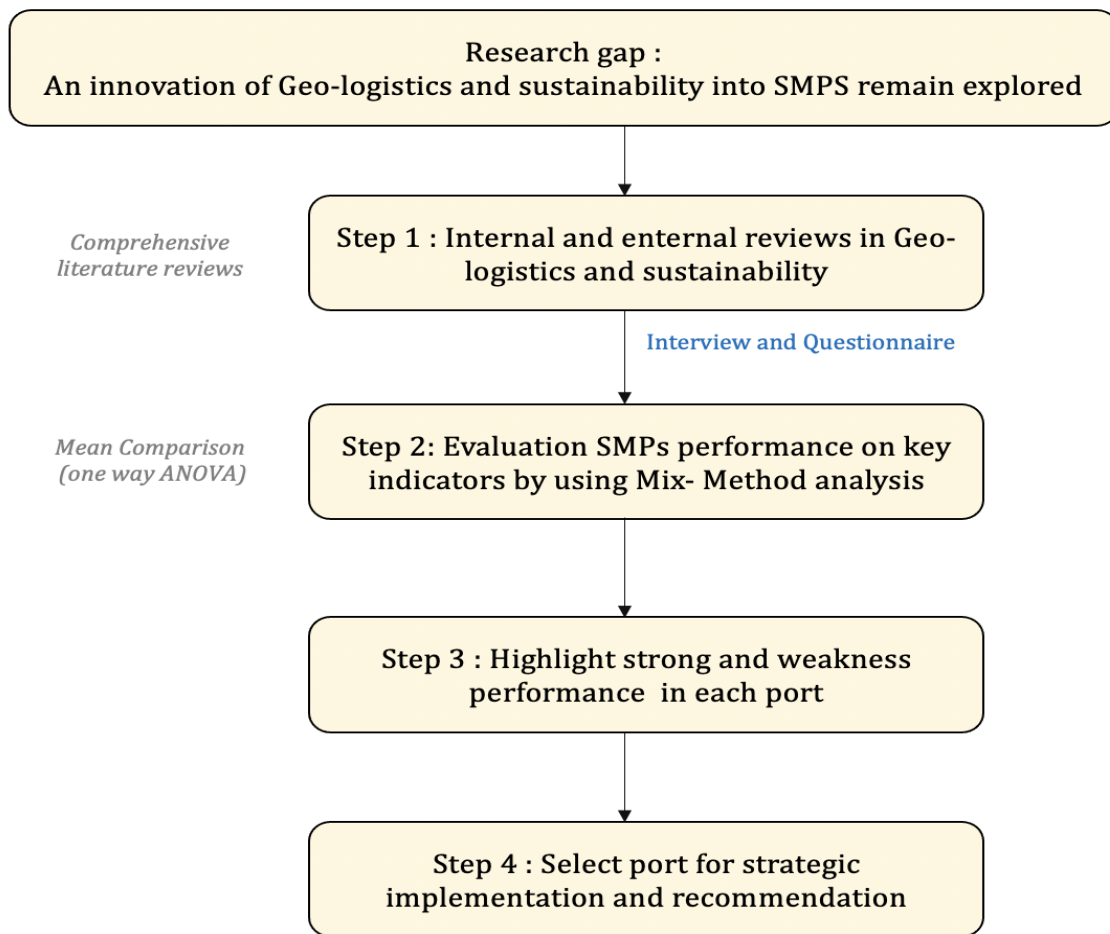 Research gap :
An innovation of Geo-logistics and sustainability into SMPS remain explored
Comprehensive
literature reviews
Step 1 : Internal and enternal reviews in Geo-
logistics and sustainability
Interview and Questionnaire
Mean Comparison
(one way ANOVA)
Step 2: Evaluation SMPs performance on key
indicators by using Mix- Method analysis
Step 3 : Highlight strong and weakness
performance  in each port
Step 4 : Select port for strategic
implementation and recommendation